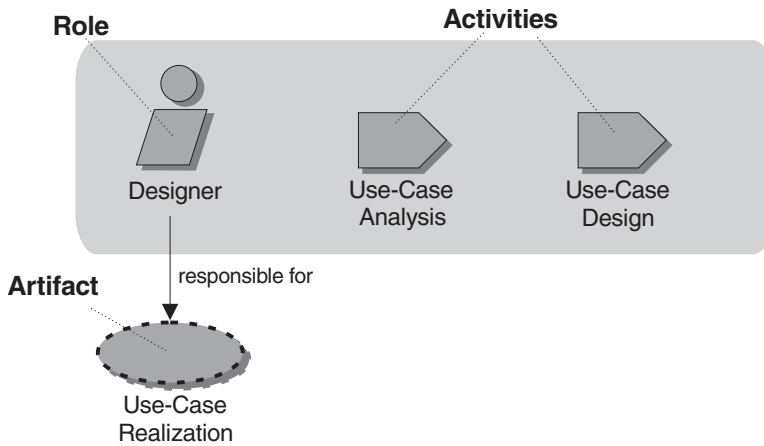 Role
Activities
Designer
Use-Case
Analysis
Use-Case
Design
responsible for
Artifact
Use-Case
Realization